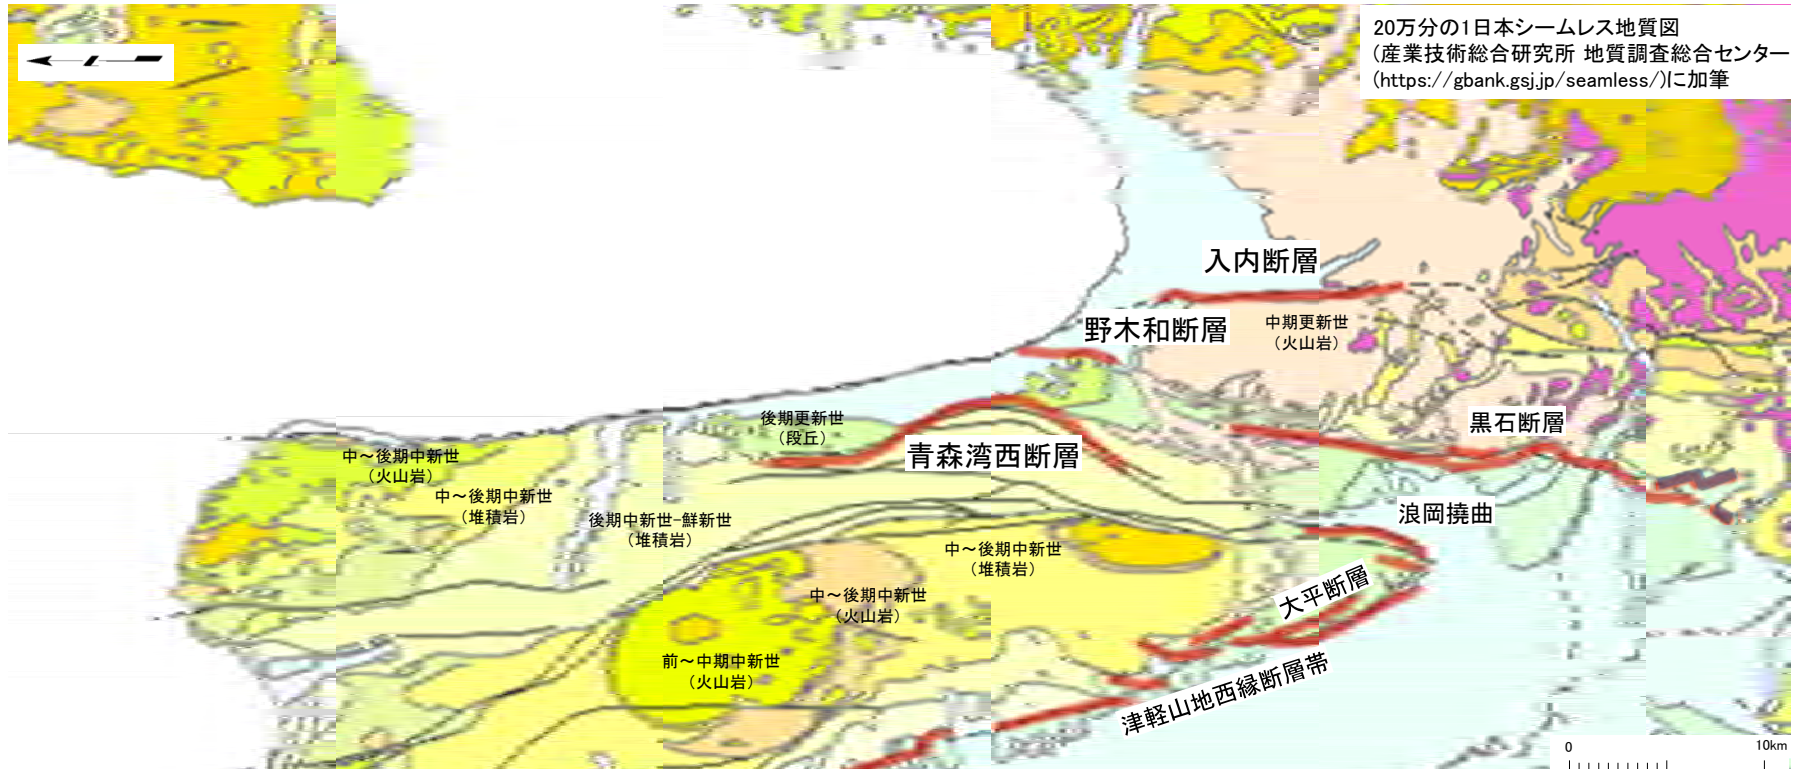 20万分の1日本シームレス地質図
(産業技術総合研究所 地質調査総合センター
(https://gbank.gsj.jp/seamless/)に加筆
入内断層
野木和断層
中期更新世
（火山岩）
後期更新世
（段丘）
黒石断層
青森湾西断層
中～後期中新世
（火山岩）
中～後期中新世
（堆積岩）
後期中新世-鮮新世
（堆積岩）
浪岡撓曲
中～後期中新世
（堆積岩）
大平断層
中～後期中新世
（火山岩）
前～中期中新世
（火山岩）
津軽山地西縁断層帯
0
10km